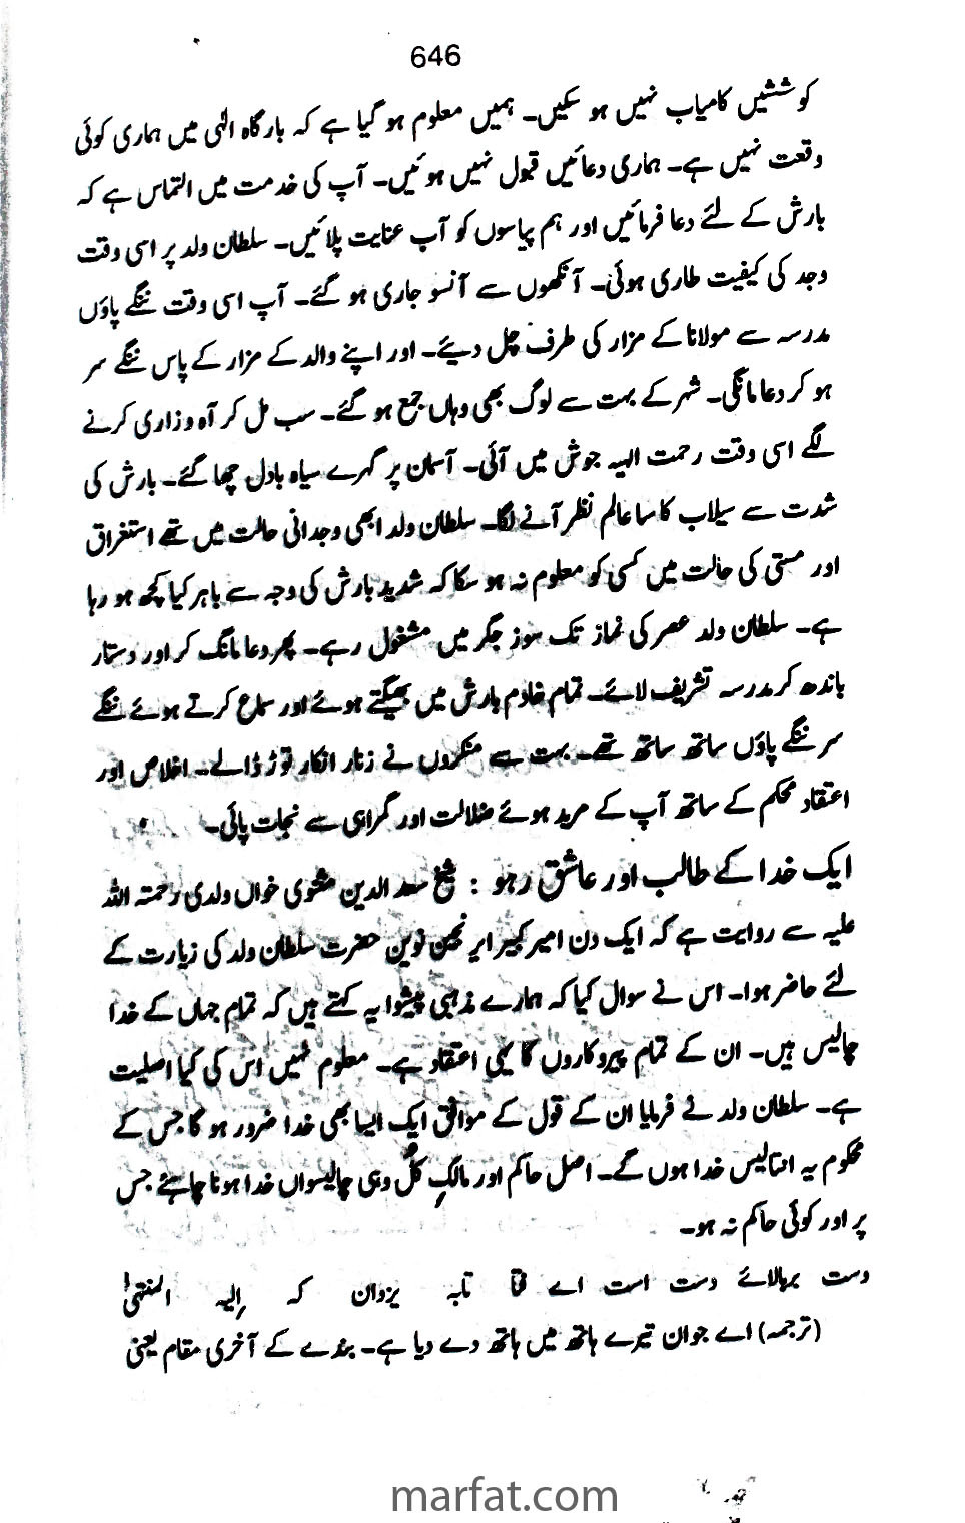 646
کوششیں کامیاب نہیں ہو سکیں۔ ہمیں معلوم ہو گیا ہے کہ بارگاہ الٰہی میں ہماری کوئی
وقعت نہیں ہے۔ ہماری دعائیں قبول نہیں ہوئیں۔ آپ کی خدمت میں التماس ہے کہ
بارش کے لئے دعا فرمائیں اور ہم پیاسوں کو آپ عنایت پلائیں۔ سلطان ولد پر اسی وقت
وجد کی کیفیت طاری ہوئی۔ آنکھوں سے آنسو جاری ہو گئے۔ آپ اسی وقت ننگے پاؤں
مدرسہ سے مولانا کے مزار کی طرف چل دیئے۔ اور اپنے والد کے مزار کے پاس ننگے سر
ہو کر دعا مانگی۔ شہر کے بہت سے لوگ بھی وہاں جمع ہو گئے۔ سب مل کر آہ و زاری کرنے
لگے اسی وقت رحمت الہیہ جوش میں آئی۔ آسمان پر گہرے سیاہ بادل چھا گئے۔ بارش کی
شدت سے سیلاب کا سا عالم نظر آنے لگا۔ سلطان ولد ابھی وجدانی حالت میں تھے استغراق
اور مستی کی حالت میں کسی کو معلوم نہ ہو سکا کہ شدید بارش کی وجہ سے باہر کیا کچھ ہو رہا
ہے۔ سلطان ولد عصر کی نماز تک سوز جگر میں مشغول رہے۔ پھر دعا مانگ کر اور دستار
باندھ کر مدرسہ تشریف لائے۔ تمام خادم بارش میں بھیگتے ہوئے اور سماع کرتے ہوئے ننگے
سر ننگے پاؤں ساتھ ساتھ تھے۔ بہت سے منکروں نے زنار انکار توڑ ڈالے۔ اخلاص اور
اعتقاد محکم کے ساتھ آپ کے مرید ہوئے ضلالت اور گمراہی سے نجات پائی۔
ایک خدا کے طالب اور عاشق رہو : شیخ سعد الدین مثنوی خواں ولدی رحمتہ اللہ
علیہ سے روایت ہے کہ ایک دن امیر کبیر ایر نجین نوین حضرت سلطان ولد کی زیارت کے
لئے حاضر ہوا۔ اس نے سوال کیا کہ ہمارے مذہبی پیشوا یہ کہتے ہیں کہ تمام جہاں کے خدا
چالیس ہیں۔ ان کے تمام پیروکاروں کا یہی اعتقاد ہے۔ معلوم نہیں اس کی کیا اصلیت
ہے۔ سلطان ولد نے فرمایا ان کے قول کے موافق ایک ایسا بھی خدا ضرور ہو گا جس کے
محکوم یہ انتالیس خدا ہوں گے۔ اصل حاکم اور مالکِ کُل وہی چالیسواں خدا ہونا چاہئے جس
پر اور کوئی حاکم نہ ہو۔
دست بربالائے دست است اے فتا تابہ یزدان کہ اِلیہ المنتہیٰ
(ترجمہ) اے جوان تیرے ہاتھ میں ہاتھ دے دیا ہے۔ بندے کے آخری مقام یعنی
marfat.com